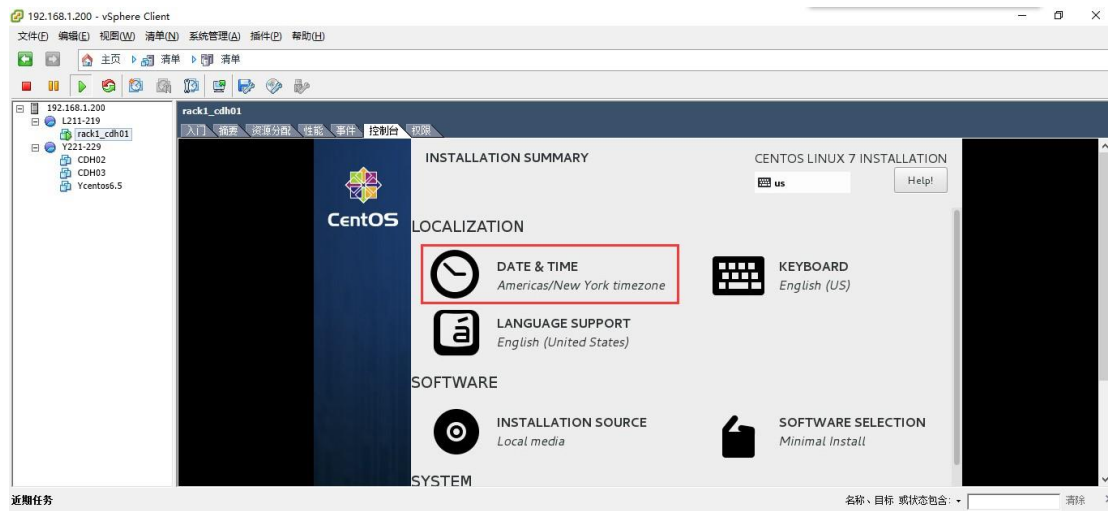 192.168.1.200 - vSphere Client
文件(F) 编辑(E) 视图(W) 清单(N) 系统管理(A) 插件(P) 帮助(H)
主页 清单 清单
192.168.1.200
L211-219
rack1_cdh01
Y221-229
CDH02
CDH03
Ycentos6.5
rack1_cdh01
入门 摘要 资源分配 性能 事件 控制台 权限
CentOS
INSTALLATION SUMMARY
CENTOS LINUX 7 INSTALLATION
us
Help!
LOCALIZATION
DATE & TIME
Americas/New York timezone
KEYBOARD
English (US)
LANGUAGE SUPPORT
English (United States)
SOFTWARE
INSTALLATION SOURCE
Local media
SOFTWARE SELECTION
Minimal Install
SYSTEM
近期任务
名称、目标 或状态包含:
清除